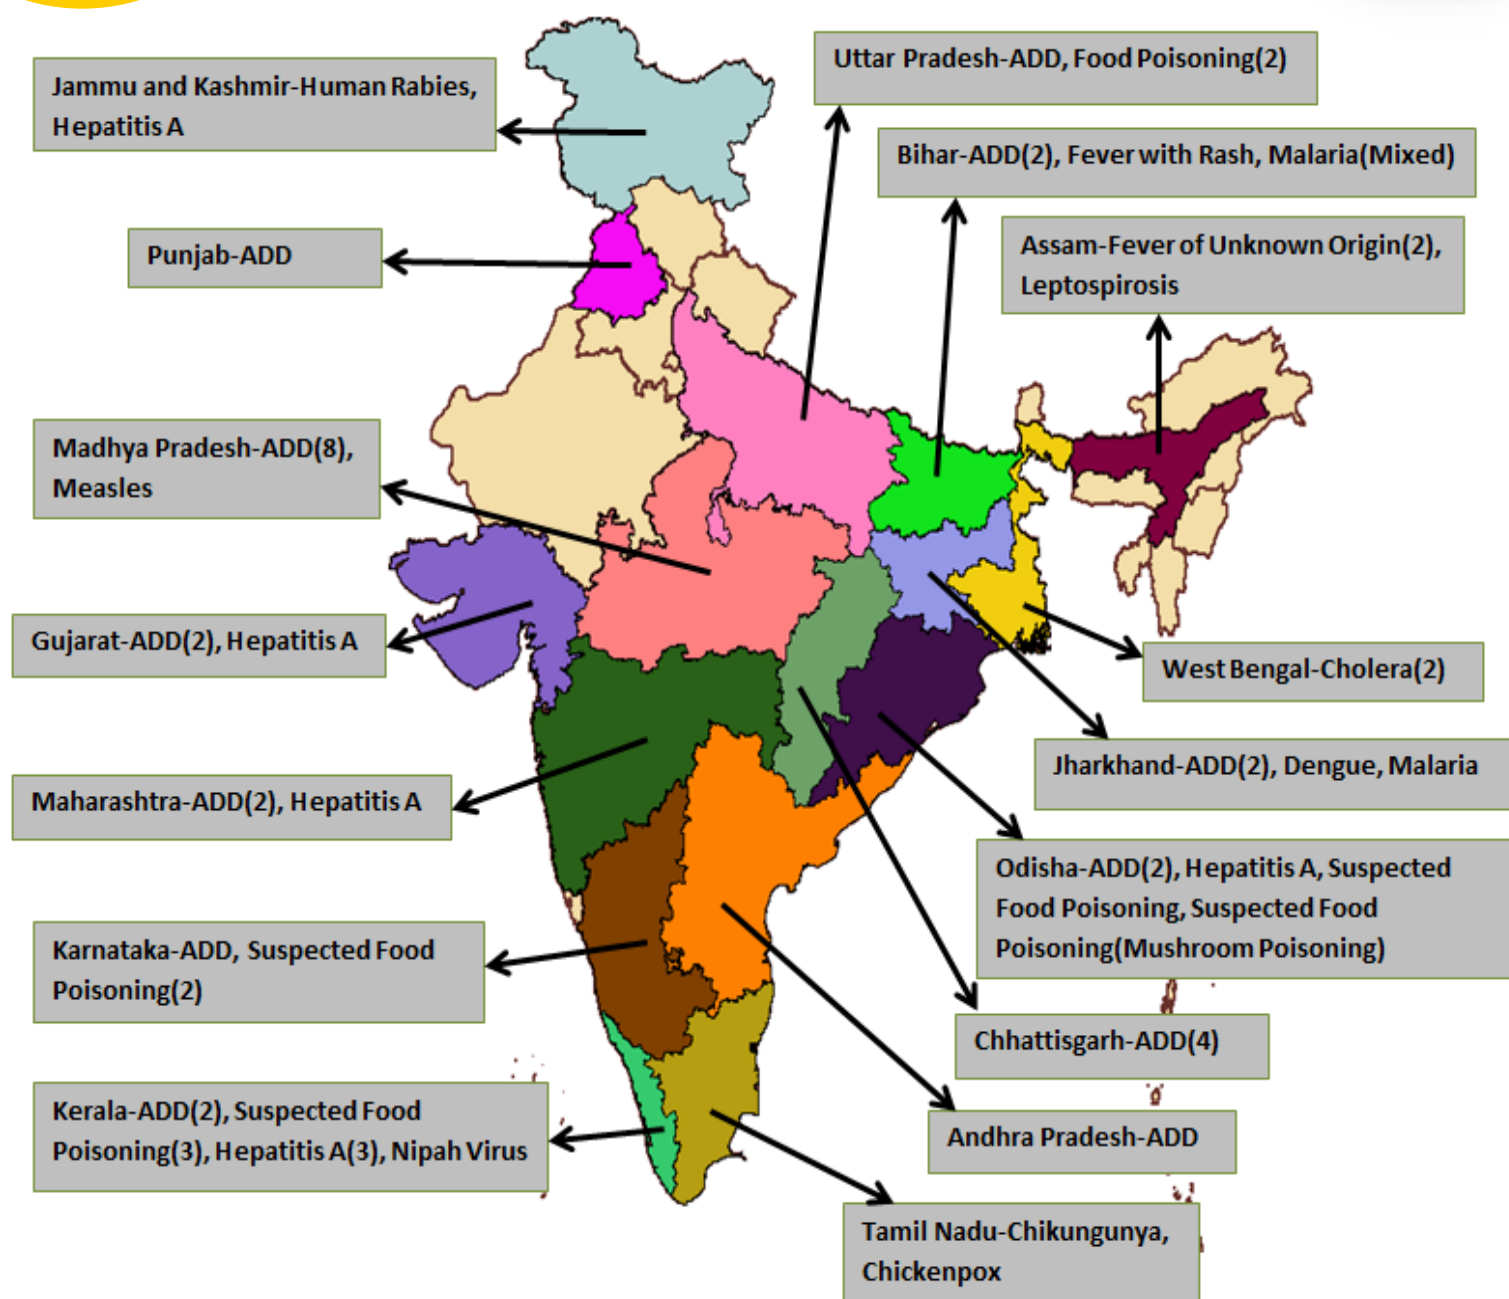 Jammu and Kashmir-Human Rabies,
Hepatitis A
Uttar Pradesh-ADD, Food Poisoning(2)
Bihar-ADD(2), Fever with Rash, Malaria(Mixed)
Punjab-ADD
Assam-Fever of Unknown Origin(2),
Leptospirosis
Madhya Pradesh-ADD(8),
Measles
Gujarat-ADD(2), Hepatitis A
West Bengal-Cholera(2)
Jharkhand-ADD(2), Dengue, Malaria
Maharashtra-ADD(2), Hepatitis A
Odisha-ADD(2), Hepatitis A, Suspected
Food Poisoning, Suspected Food
Poisoning(Mushroom Poisoning)
Karnataka-ADD, Suspected Food
Poisoning(2)
Chhattisgarh-ADD(4)
Kerala-ADD(2), Suspected Food
Poisoning(3), Hepatitis A(3), Nipah Virus
Andhra Pradesh-ADD
Tamil Nadu-Chikungunya,
Chickenpox